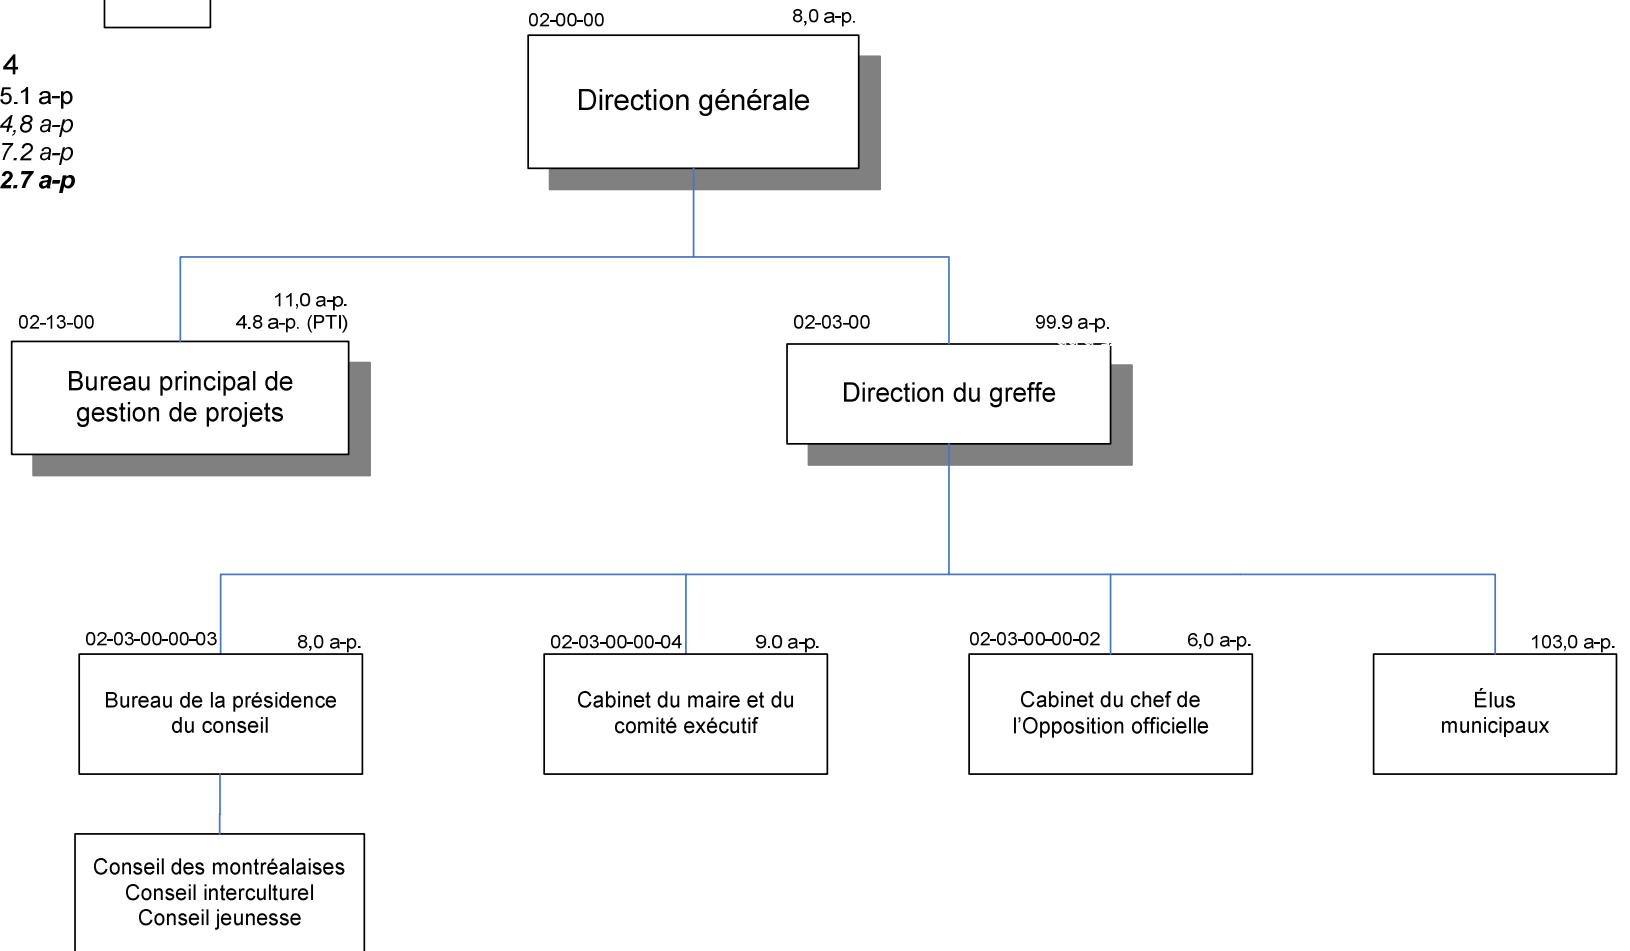 02-00-00 8,0 a-p.
Direction générale
4
5.1 a-p
4,8 a-p
7.2 a-p
2.7 a-p
11,0 a-p.
02-13-00 4.8 a-p. (PTI)
Bureau principal de
gestion de projets
02-03-00 99.9 a-p.
Direction du greffe
02-03-00-00-03 8,0 a-p.
Bureau de la présidence
du conseil
02-03-00-00-04 9.0 a-p.
Cabinet du maire et du
comité exécutif
02-03-00-00-02 6,0 a-p.
Cabinet du chef de
l’Opposition officielle
103,0 a-p.
Élus
municipaux
Conseil des montréalaises
Conseil interculturel
Conseil jeunesse